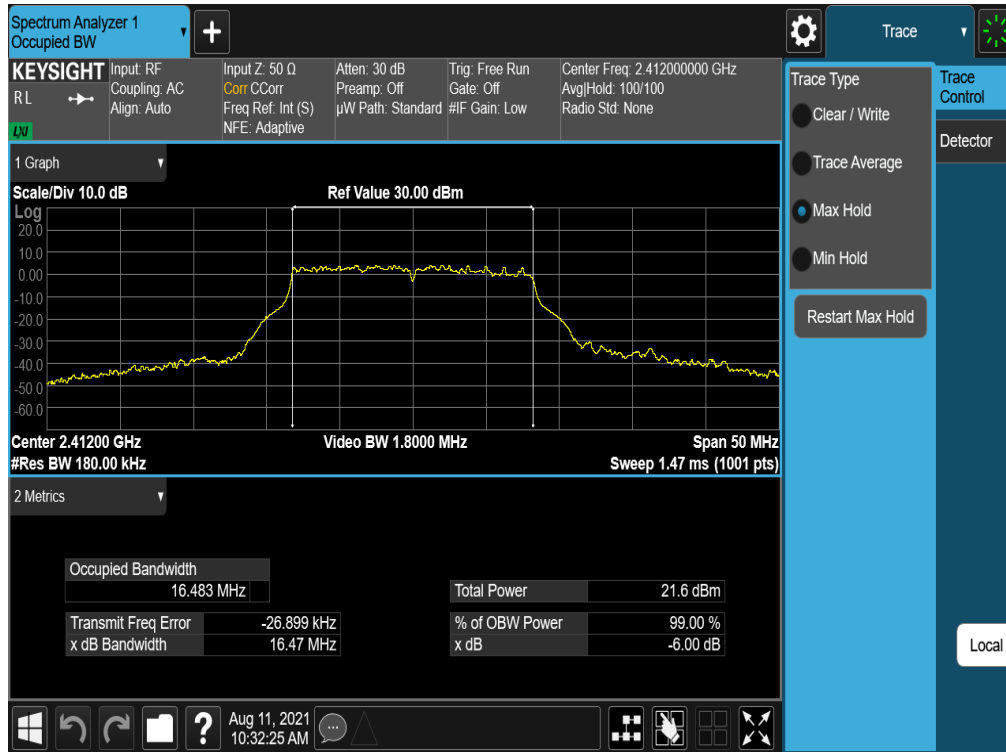 Spectrum Analyzer 1
Occupied BW
+
Trace
KEYSIGHT
RL
LXI
Input: RF
Coupling: AC
Align: Auto
Input Z: 50 Ω
Corr CCorr
Freq Ref: Int (S)
NFE: Adaptive
Atten: 30 dB
Preamp: Off
µW Path: Standard
Trig: Free Run
Gate: Off
#IF Gain: Low
Center Freq: 2.412000000 GHz
Avg|Hold: 100/100
Radio Std: None
Trace Type
Clear / Write
Trace Average
Max Hold
Min Hold
Restart Max Hold
Trace
Control
Detector
1 Graph
Scale/Div 10.0 dB
Ref Value 30.00 dBm
Log
20.0
10.0
0.00
-10.0
-20.0
-30.0
-40.0
-50.0
-60.0
Center 2.41200 GHz
Video BW 1.8000 MHz
Span 50 MHz
#Res BW 180.00 kHz
Sweep 1.47 ms (1001 pts)
2 Metrics
Occupied Bandwidth
16.483 MHz
Total Power 21.6 dBm
Transmit Freq Error -26.899 kHz
% of OBW Power 99.00 %
x dB Bandwidth 16.47 MHz
x dB -6.00 dB
Local
?
Aug 11, 2021
10:32:25 AM